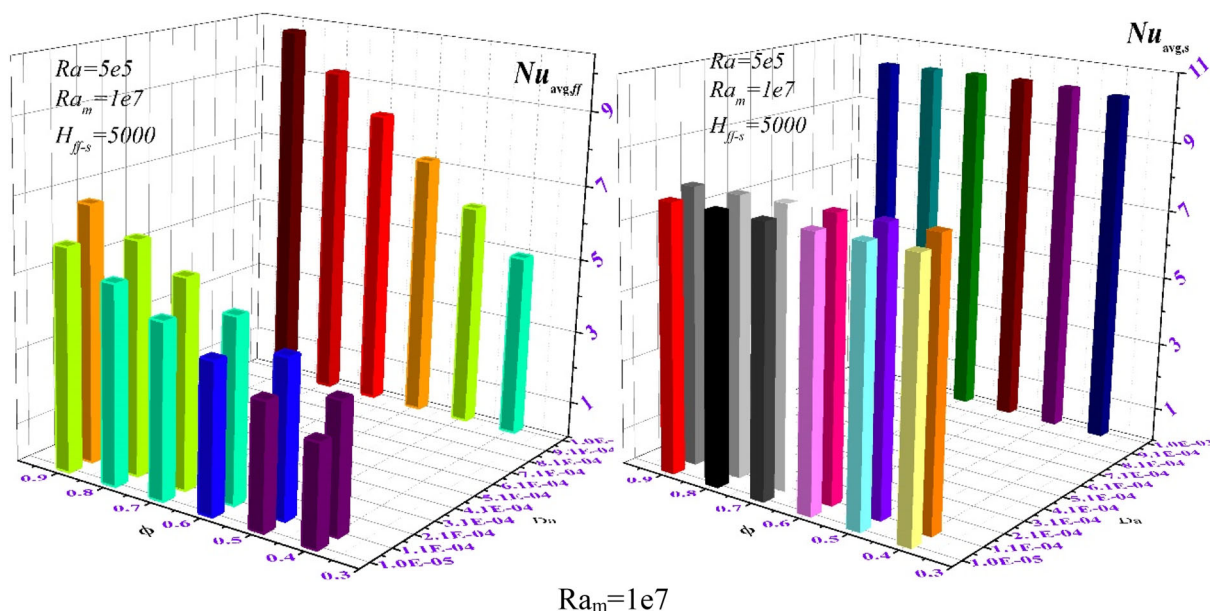 Ra=5e5
Ra_m=1e7
H_ff-s=5000
Nu_avg,ff
9
7
5
3
1
9.1E-04
8.1E-04
7.1E-04
6.1E-04
5.1E-04
4.1E-04
3.1E-04
2.1E-04
1.1E-04
1.0E-05
Da
0.9
0.8
0.7
0.6
0.5
0.4
0.3
ϕ
Ra=5e5
Ra_m=1e7
H_ff-s=5000
Nu_avg,s
11
9
7
5
3
1
1.0E-03
9.1E-04
8.1E-04
7.1E-04
6.1E-04
5.1E-04
4.1E-04
3.1E-04
2.1E-04
1.1E-04
1.0E-05
Da
0.9
0.8
0.7
0.6
0.5
0.4
0.3
ϕ
Ra_m=1e7